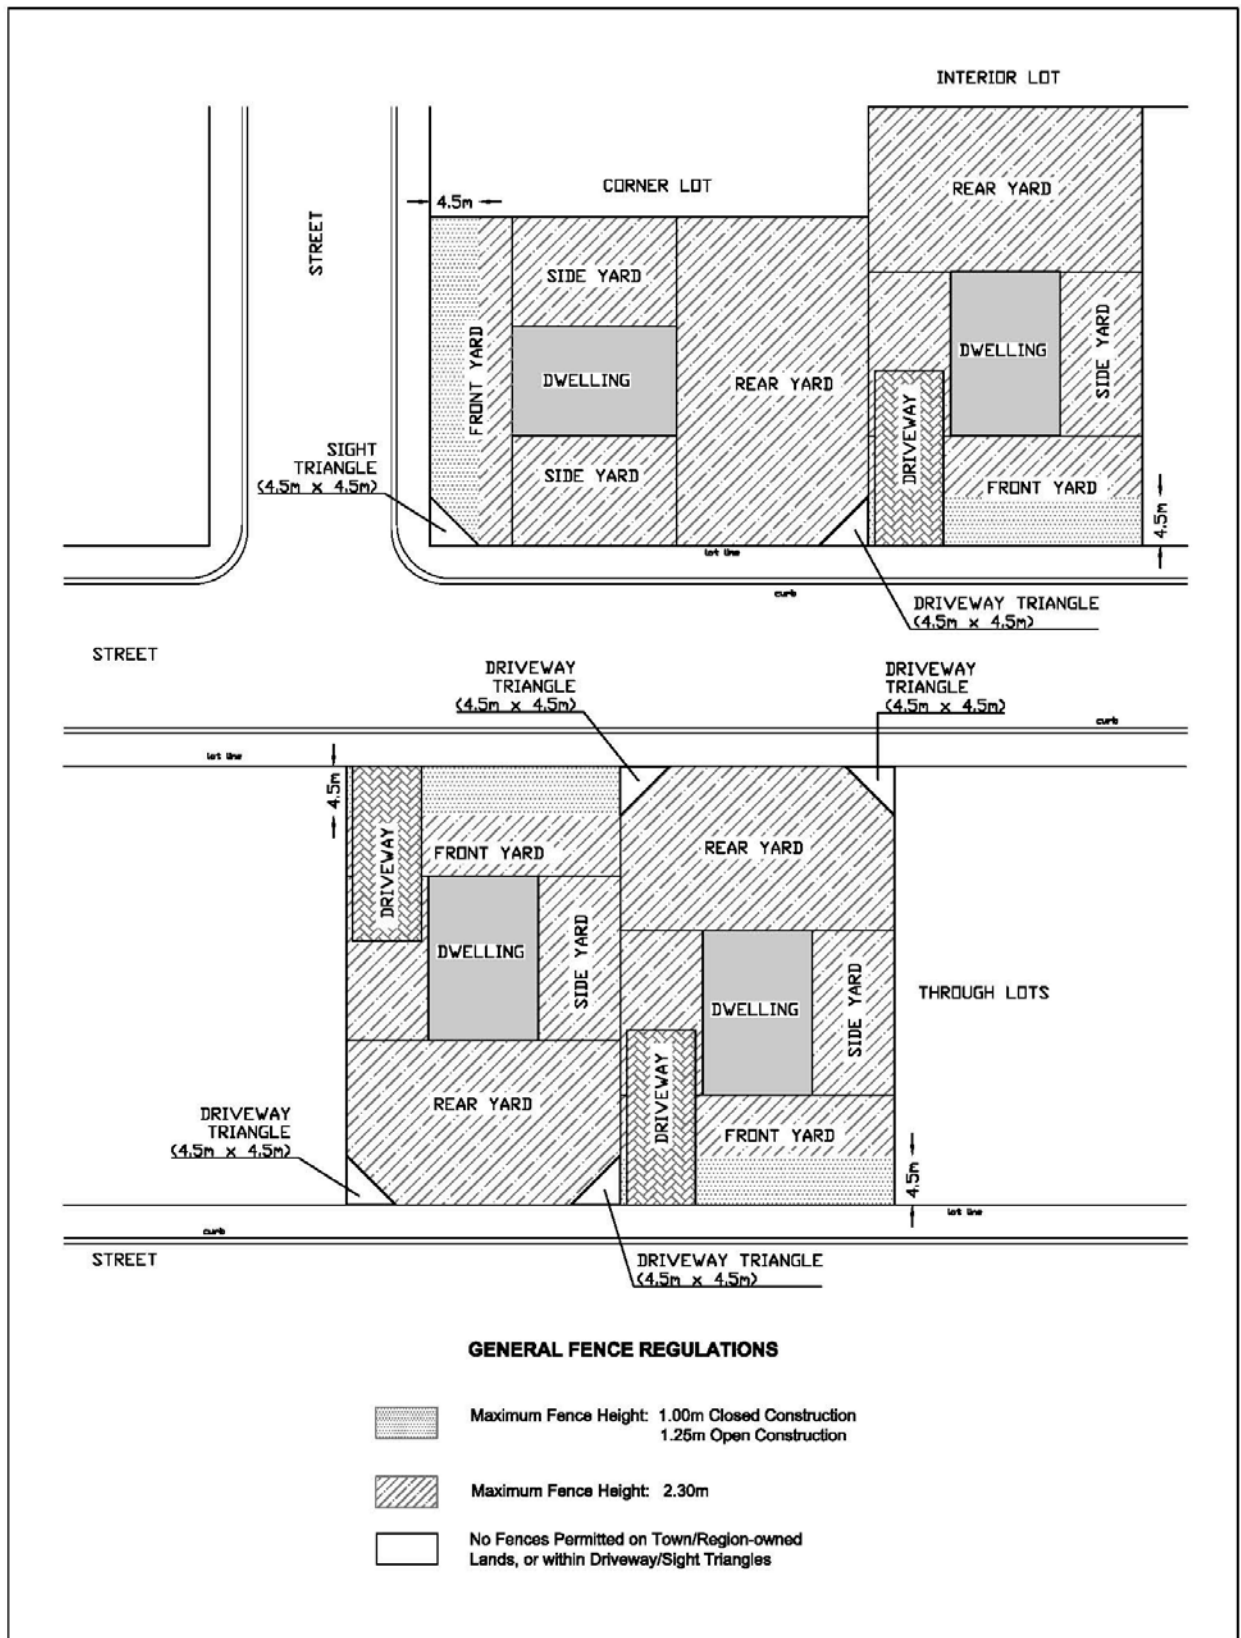 INTERIOR LOT
CORNER LOT
REAR YARD
4.5m
STREET
SIDE YARD
FRONT YARD
DWELLING
REAR YARD
SIDE YARD
DWELLING
SIDE YARD
DRIVEWAY
FRONT YARD
4.5m
SIGHT
TRIANGLE
(4.5m x 4.5m)
lot line
curb
DRIVEWAY TRIANGLE
(4.5m x 4.5m)
STREET
DRIVEWAY
TRIANGLE
(4.5m x 4.5m)
DRIVEWAY
TRIANGLE
(4.5m x 4.5m)
curb
lot line
4.5m
DRIVEWAY
FRONT YARD
REAR YARD
DWELLING
SIDE YARD
DWELLING
SIDE YARD
THROUGH LOTS
REAR YARD
DRIVEWAY
FRONT YARD
DRIVEWAY
TRIANGLE
(4.5m x 4.5m)
4.5m
lot line
curb
STREET
DRIVEWAY TRIANGLE
(4.5m x 4.5m)
GENERAL FENCE REGULATIONS
Maximum Fence Height: 1.00m Closed Construction
1.25m Open Construction
Maximum Fence Height: 2.30m
No Fences Permitted on Town/Region-owned
Lands, or within Driveway/Sight Triangles